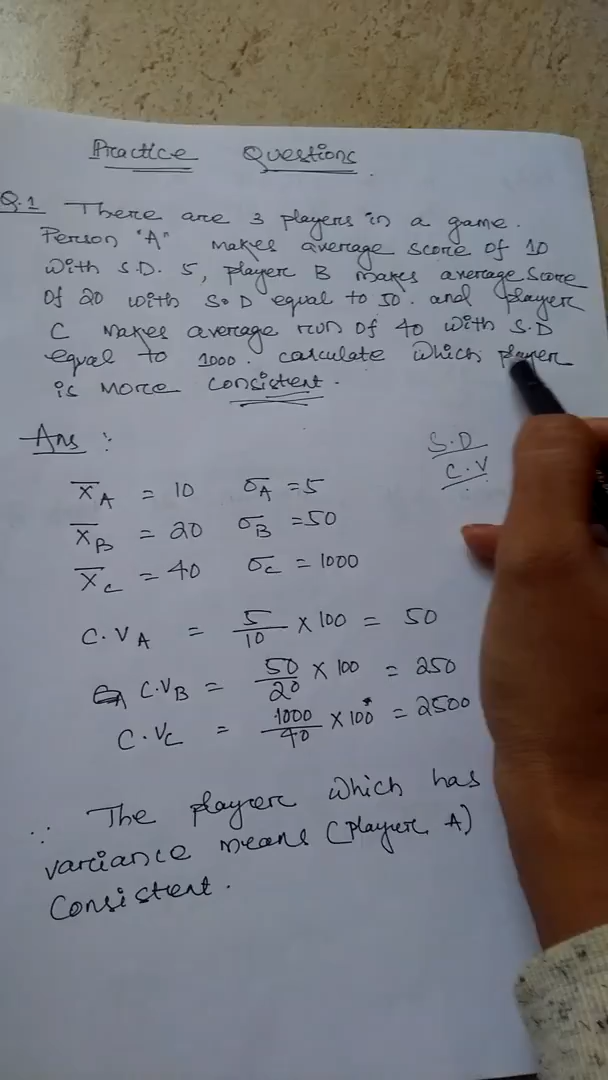 Practice Questions
Q.1 There are 3 players in a game.
Person "A" makes average score of 10
with S.D. 5, player B makes average score
of 20 with S.D equal to 50. and player
C makes average run of 40 with S.D
equal to 1000. calculate which player
is more consistent.
Ans :
S.D
C.V
X̄A = 10 σA = 5
X̄B = 20 σB = 50
X̄C = 40 σC = 1000
C.VA = 5/10 × 100 = 50
C.VB = 50/20 × 100 = 250
C.VC = 1000/40 × 100 = 2500
∴ The player which has
variance means (player A)
consistent.